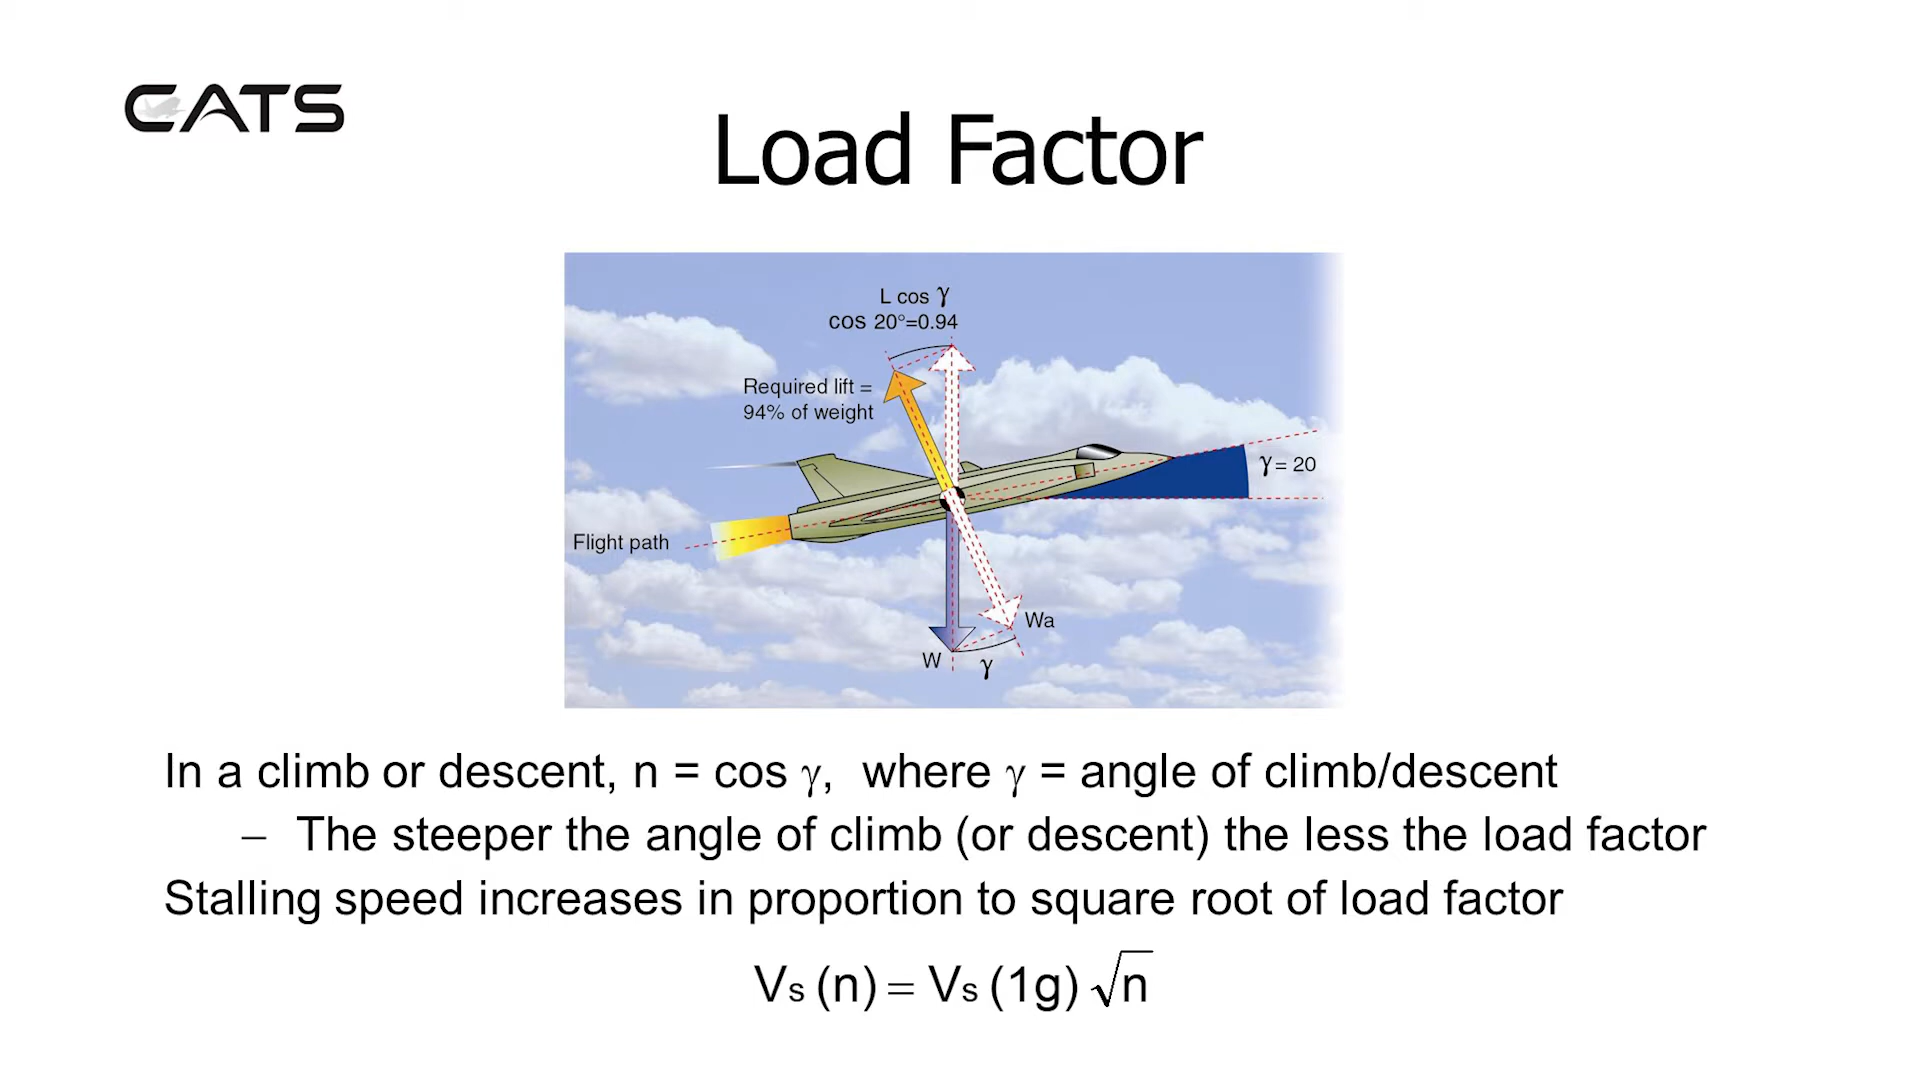 CATS
Load Factor
L cos γ
cos 20°=0.94
Required lift =
94% of weight
γ = 20
Flight path
Wa
W
γ
In a climb or descent, n = cos γ, where γ = angle of climb/descent
– The steeper the angle of climb (or descent) the less the load factor
Stalling speed increases in proportion to square root of load factor
Vs (n) = Vs (1g) √n